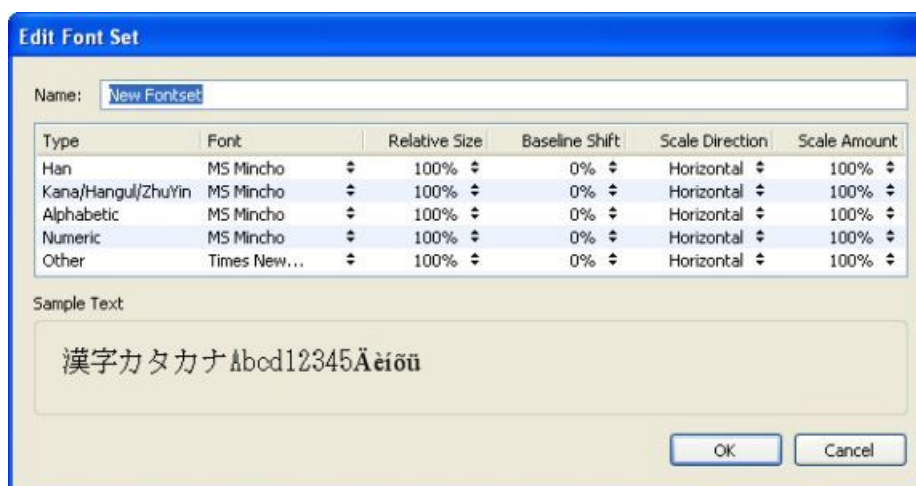 Edit Font Set
Name: New Fontset
Type Font Relative Size Baseline Shift Scale Direction Scale Amount
Han MS Mincho 100% 0% Horizontal 100%
Kana/Hangul/ZhuYin MS Mincho 100% 0% Horizontal 100%
Alphabetic MS Mincho 100% 0% Horizontal 100%
Numeric MS Mincho 100% 0% Horizontal 100%
Other Times New... 100% 0% Horizontal 100%
Sample Text
漢字カタカナAbcd12345Äèíõü
OK Cancel